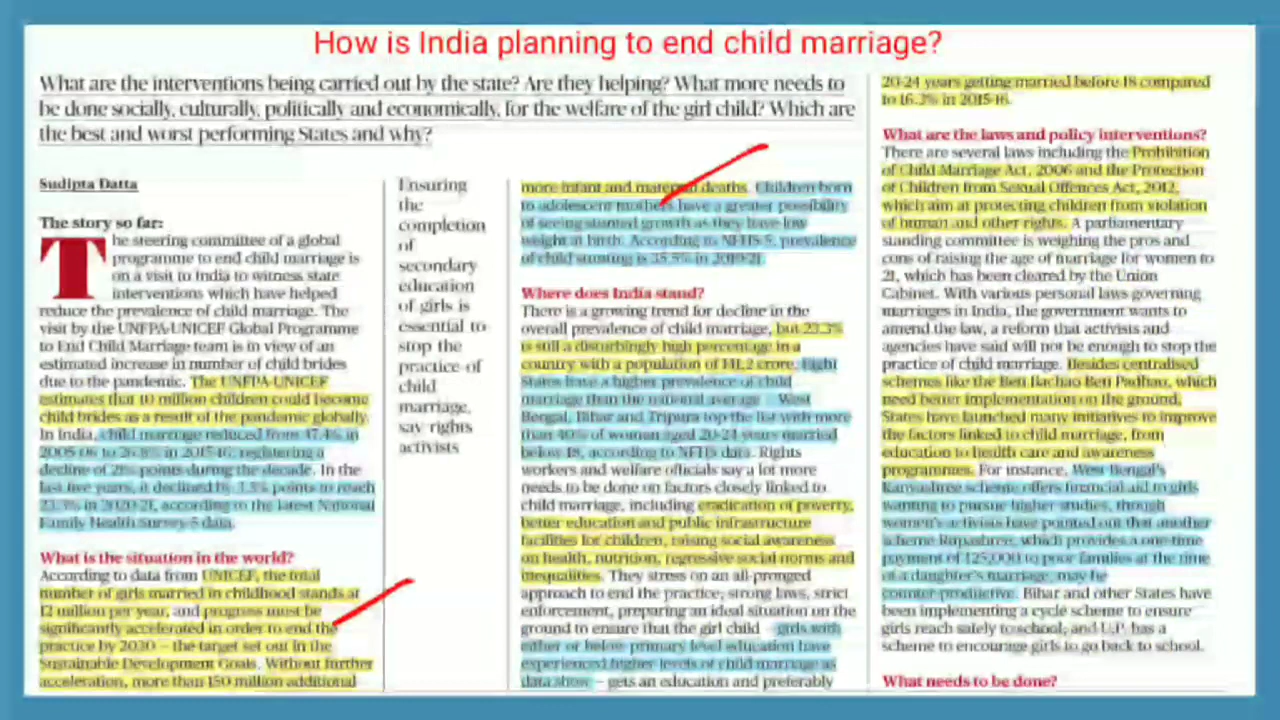 How is India planning to end child marriage?
What are the interventions being carried out by the state? Are they helping? What more needs to
be done socially, culturally, politically and economically, for the welfare of the girl child? Which are
the best and worst performing States and why?
Sudipta Datta
The story so far:
The steering committee of a global
programme to end child marriage is
on a visit to India to witness state
interventions which have helped
reduce the prevalence of child marriage. The
visit by the UNFPA-UNICEF Global Programme
to End Child Marriage team is in view of an
estimated increase in number of child brides
due to the pandemic. The UNFPA-UNICEF
estimates that 10 million children could become
child brides as a result of the pandemic globally.
In India, child marriage reduced from 47.4% in
2005-06 to 26.8% in 2015-16, registering a
decline of 21% points during the decade. In the
last five years, it declined by 3.5% points to reach
23.3% in 2020-21, according to the latest National
Family Health Survey-5 data.
What is the situation in the world?
According to data from UNICEF, the total
number of girls married in childhood stands at
12 million per year, and progress must be
significantly accelerated in order to end the
practice by 2030 — the target set out in the
Sustainable Development Goals. Without further
acceleration, more than 150 million additional
Ensuring
the
completion
of
secondary
education
of girls is
essential to
stop the
practice of
child
marriage,
say rights
activists
more infant and maternal deaths. Children born
to adolescent mothers have a greater possibility
of seeing stunted growth as they have low
weight at birth. According to NFHS-5, prevalence
of child stunting is 35.5% in 2019-21.
Where does India stand?
There is a growing trend for decline in the
overall prevalence of child marriage, but 23.3%
is still a disturbingly high percentage in a
country with a population of 141.2 crore. Eight
States have a higher prevalence of child
marriage than the national average — West
Bengal, Bihar and Tripura top the list with more
than 40% of women aged 20-24 years married
below 18, according to NFHS data. Rights
workers and welfare officials say a lot more
needs to be done on factors closely linked to
child marriage, including eradication of poverty,
better education and public infrastructure
facilities for children, raising social awareness
on health, nutrition, regressive social norms and
inequalities. They stress on an all-pronged
approach to end the practice; strong laws, strict
enforcement, preparing an ideal situation on the
ground to ensure that the girl child — girls with
either or below primary level education have
experienced higher levels of child marriage as
data show — gets an education and preferably
20-24 years getting married before 18 compared
to 16.3% in 2015-16.
What are the laws and policy interventions?
There are several laws including the Prohibition
of Child Marriage Act, 2006 and the Protection
of Children from Sexual Offences Act, 2012,
which aim at protecting children from violation
of human and other rights. A parliamentary
standing committee is weighing the pros and
cons of raising the age of marriage for women to
21, which has been cleared by the Union
Cabinet. With various personal laws governing
marriages in India, the government wants to
amend the law, a reform that activists and
agencies have said will not be enough to stop the
practice of child marriage. Besides centralised
schemes like the Beti Bachao Beti Padhao, which
need better implementation on the ground,
States have launched many initiatives to improve
the factors linked to child marriage, from
education to health care and awareness
programmes. For instance, West Bengal's
Kanyashree scheme offers financial aid to girls
wanting to pursue higher studies, though
women's activists have pointed out that another
scheme Rupashree, which provides a one-time
payment of ₹25,000 to poor families at the time
of a daughter's marriage, may be
counter-productive. Bihar and other States have
been implementing a cycle scheme to ensure
girls reach safely to school; and U.P. has a
scheme to encourage girls to go back to school.
What needs to be done?